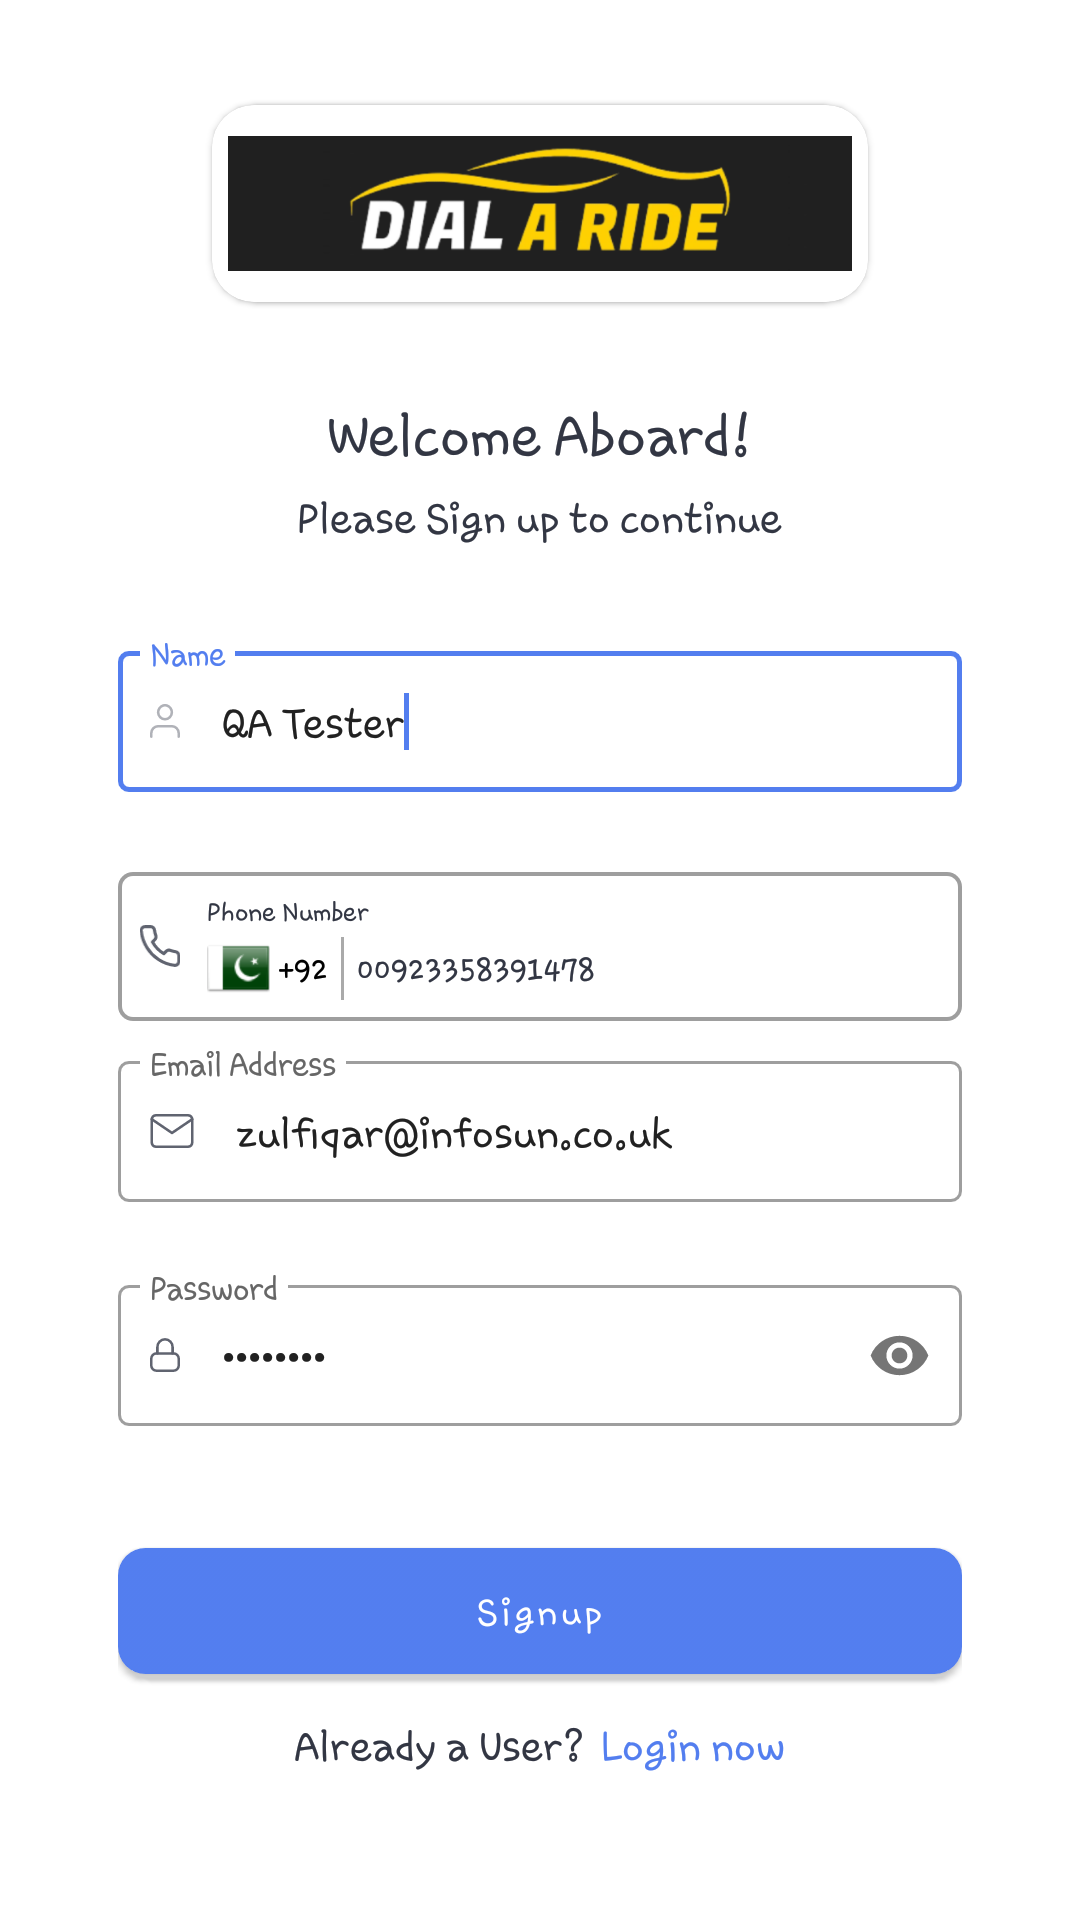 DIAL A RIDE
Welcome Aboard!
Please Sign up to continue
Name
QA Tester
Phone Number
+92 00923358391478
Email Address
zulfiqar@infosun.co.uk
Password
••••••••
Signup
Already a User? Login now